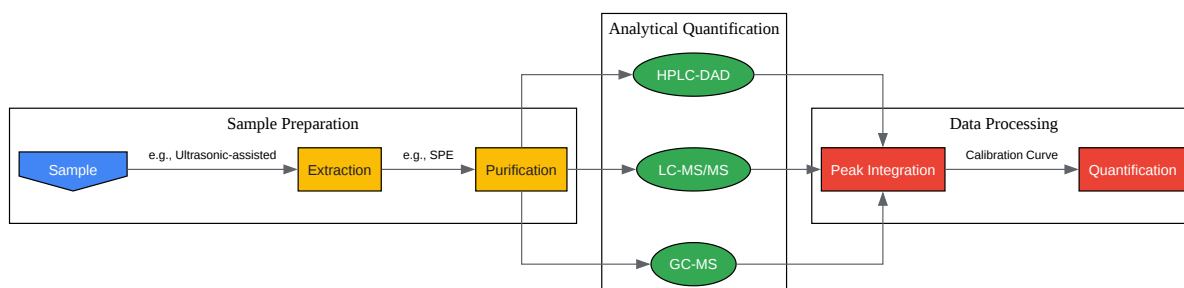 Analytical Quantification
HPLC-DAD
Sample Preparation
Data Processing
Sample
e.g., Ultrasonic-assisted
Extraction
e.g., SPE
Purification
LC-MS/MS
Peak Integration
Calibration Curve
Quantification
GC-MS